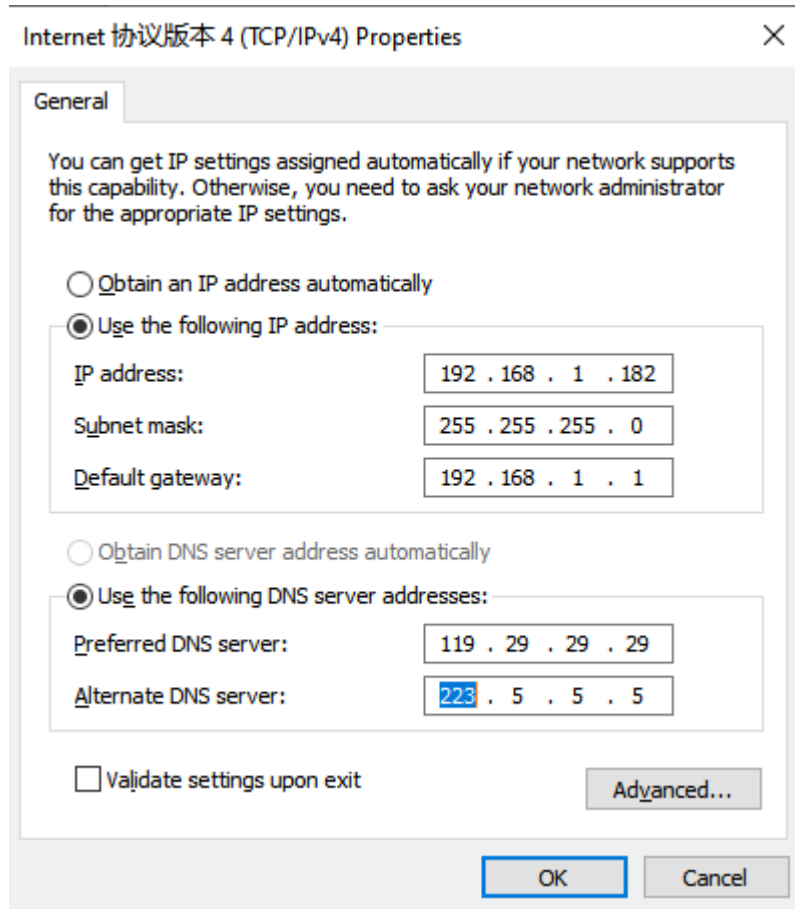 Internet 协议版本 4 (TCP/IPv4) Properties
General
You can get IP settings assigned automatically if your network supports
this capability. Otherwise, you need to ask your network administrator
for the appropriate IP settings.
Obtain an IP address automatically
Use the following IP address:
IP address: 192 . 168 . 1 . 182
Subnet mask: 255 . 255 . 255 . 0
Default gateway: 192 . 168 . 1 . 1
Obtain DNS server address automatically
Use the following DNS server addresses:
Preferred DNS server: 119 . 29 . 29 . 29
Alternate DNS server: 223 . 5 . 5 . 5
Validate settings upon exit
Advanced...
OK Cancel